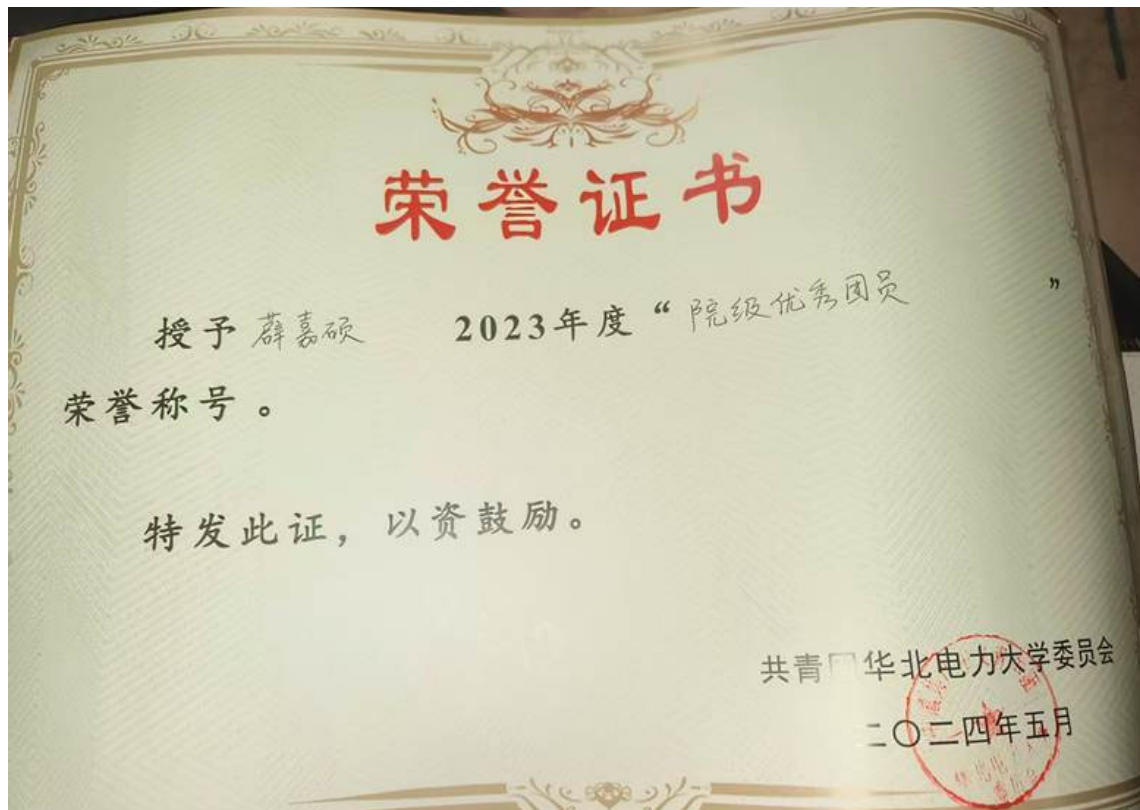 荣誉证书
授予 薛嘉硕 2023年度“院级优秀团员 ”
荣誉称号。
特发此证，以资鼓励。
共青 华北电力大学委员会
二〇二四年五月